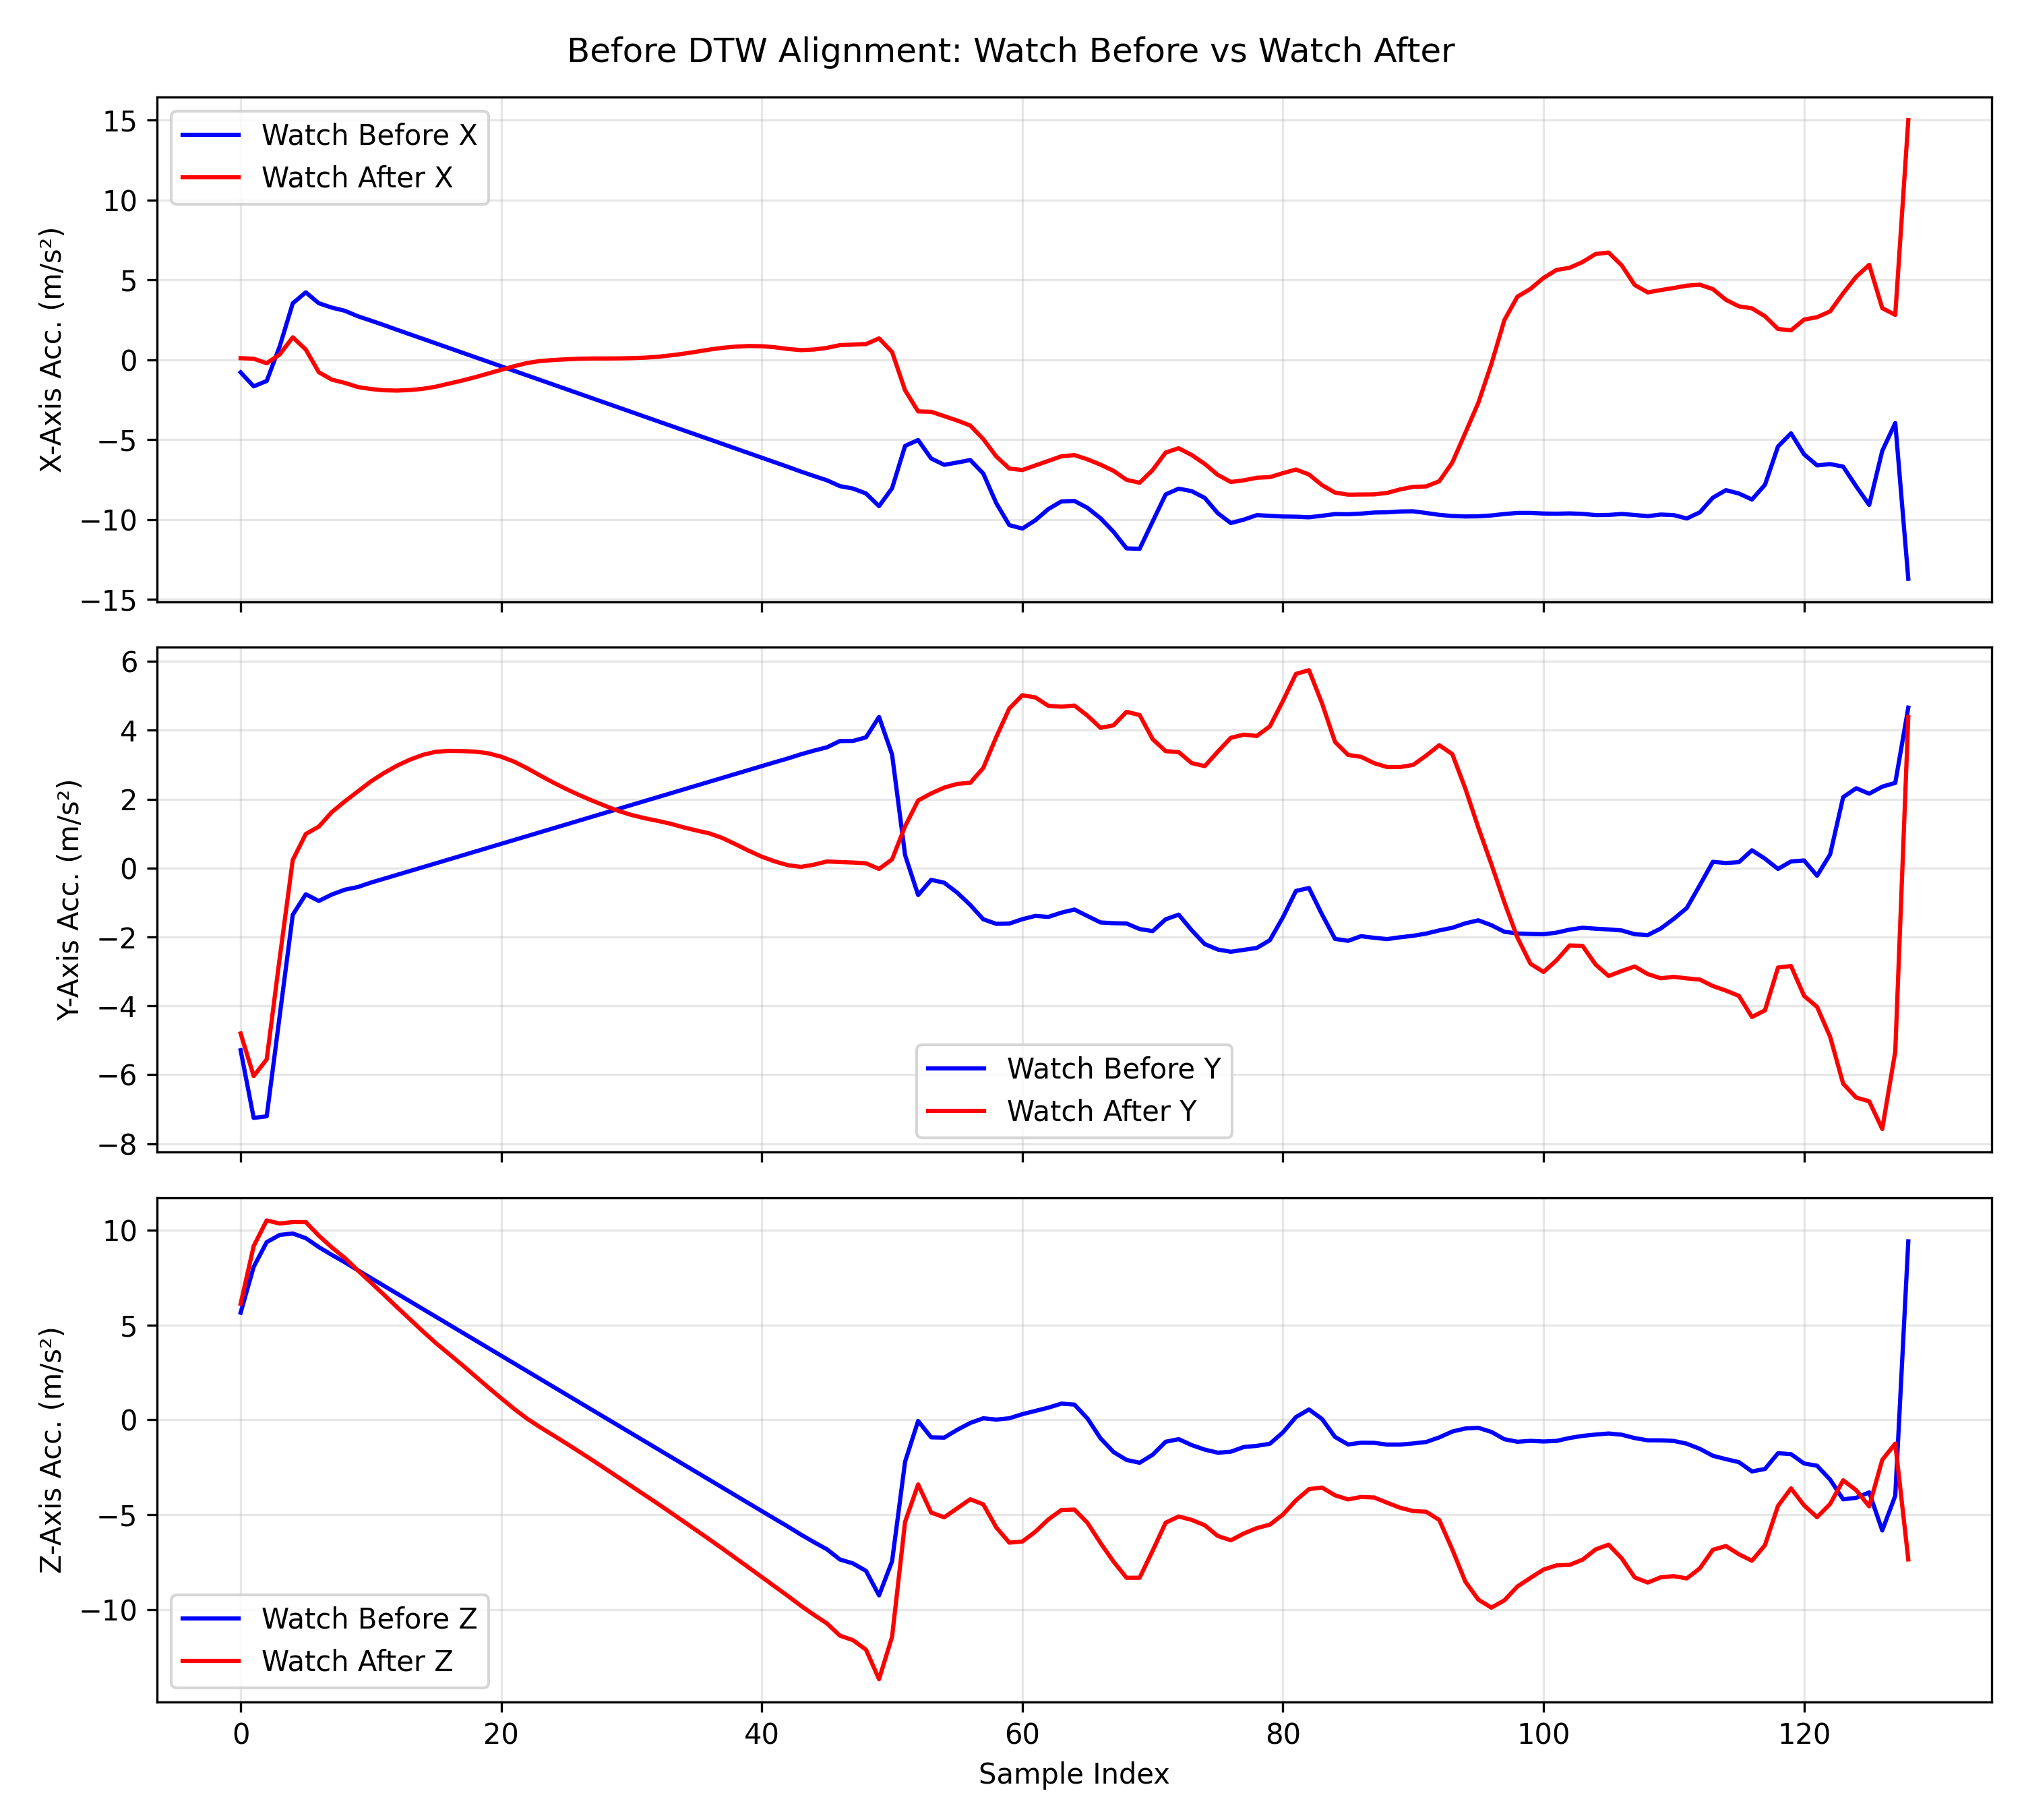 Before DTW Alignment: Watch Before vs Watch After
15
10
5
0
−5
−10
−15
X-Axis Acc. (m/s²)
Watch Before X
Watch After X
6
4
2
0
−2
−4
−6
−8
Y-Axis Acc. (m/s²)
Watch Before Y
Watch After Y
10
5
0
−5
−10
Z-Axis Acc. (m/s²)
Watch Before Z
Watch After Z
0 20 40 60 80 100 120
Sample Index